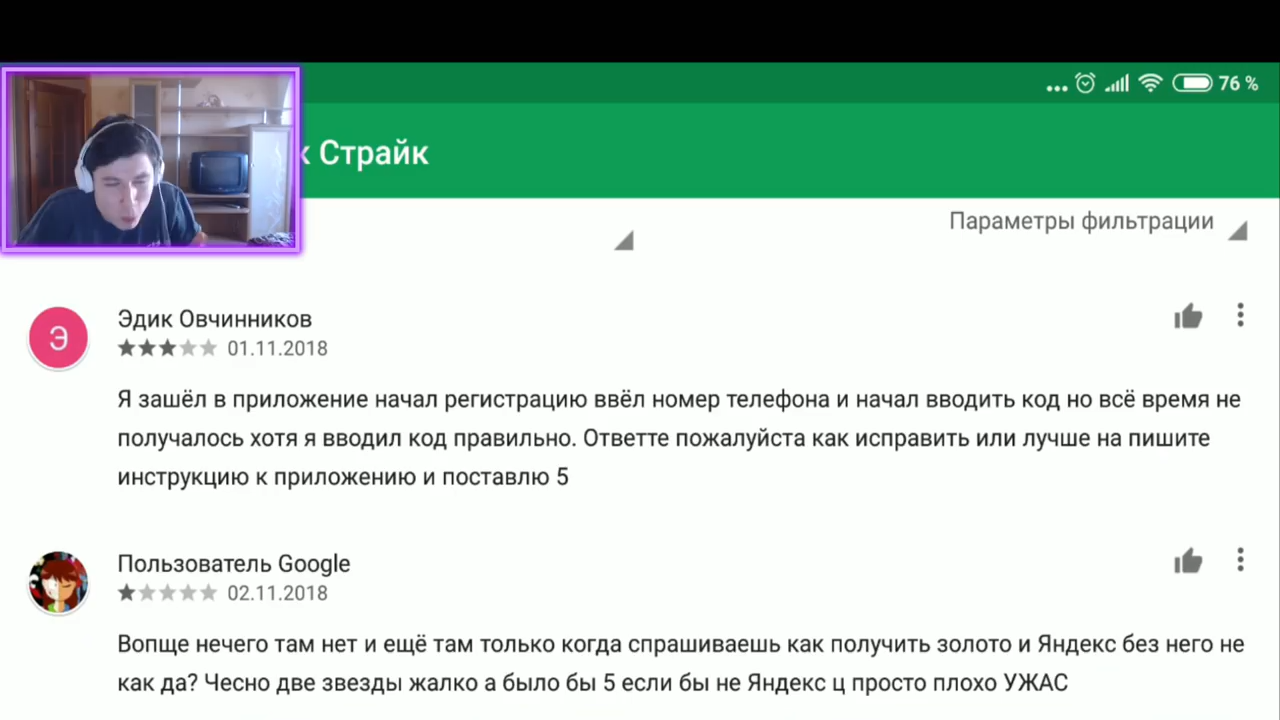 76 %
к Страйк
Параметры фильтрации
Э
Эдик Овчинников
01.11.2018
Я зашёл в приложение начал регистрацию ввёл номер телефона и начал вводить код но всё время не
получалось хотя я вводил код правильно. Ответте пожалуйста как исправить или лучше на пишите
инструкцию к приложению и поставлю 5
Пользователь Google
02.11.2018
Вопще нечего там нет и ещё там только когда спрашиваешь как получить золото и Яндекс без него не
как да? Чесно две звезды жалко а было бы 5 если бы не Яндекс ц просто плохо УЖАС